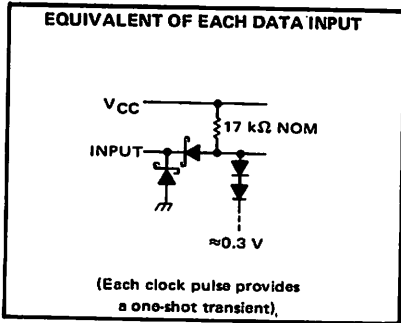 EQUIVALENT OF EACH DATA INPUT
VCC
17 kΩ NOM
INPUT
≈0.3 V
(Each clock pulse provides
a one-shot transient).